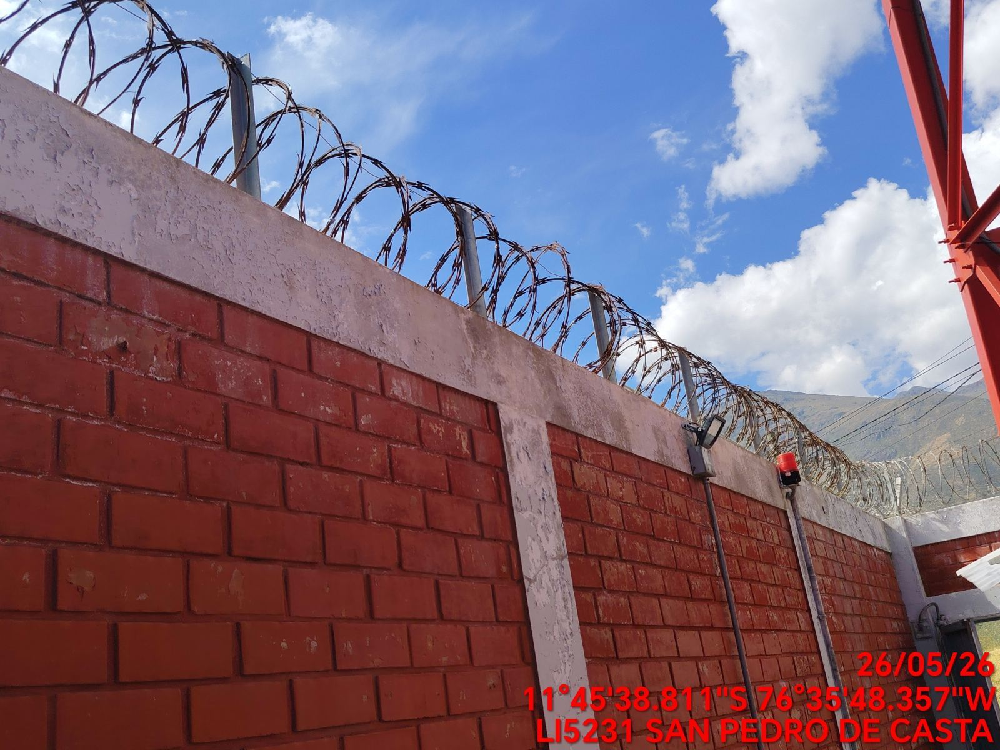 26/05/26
11°45'38.811"S 76°35'48.357"W
LI5231 SAN PEDRO DE CASTA